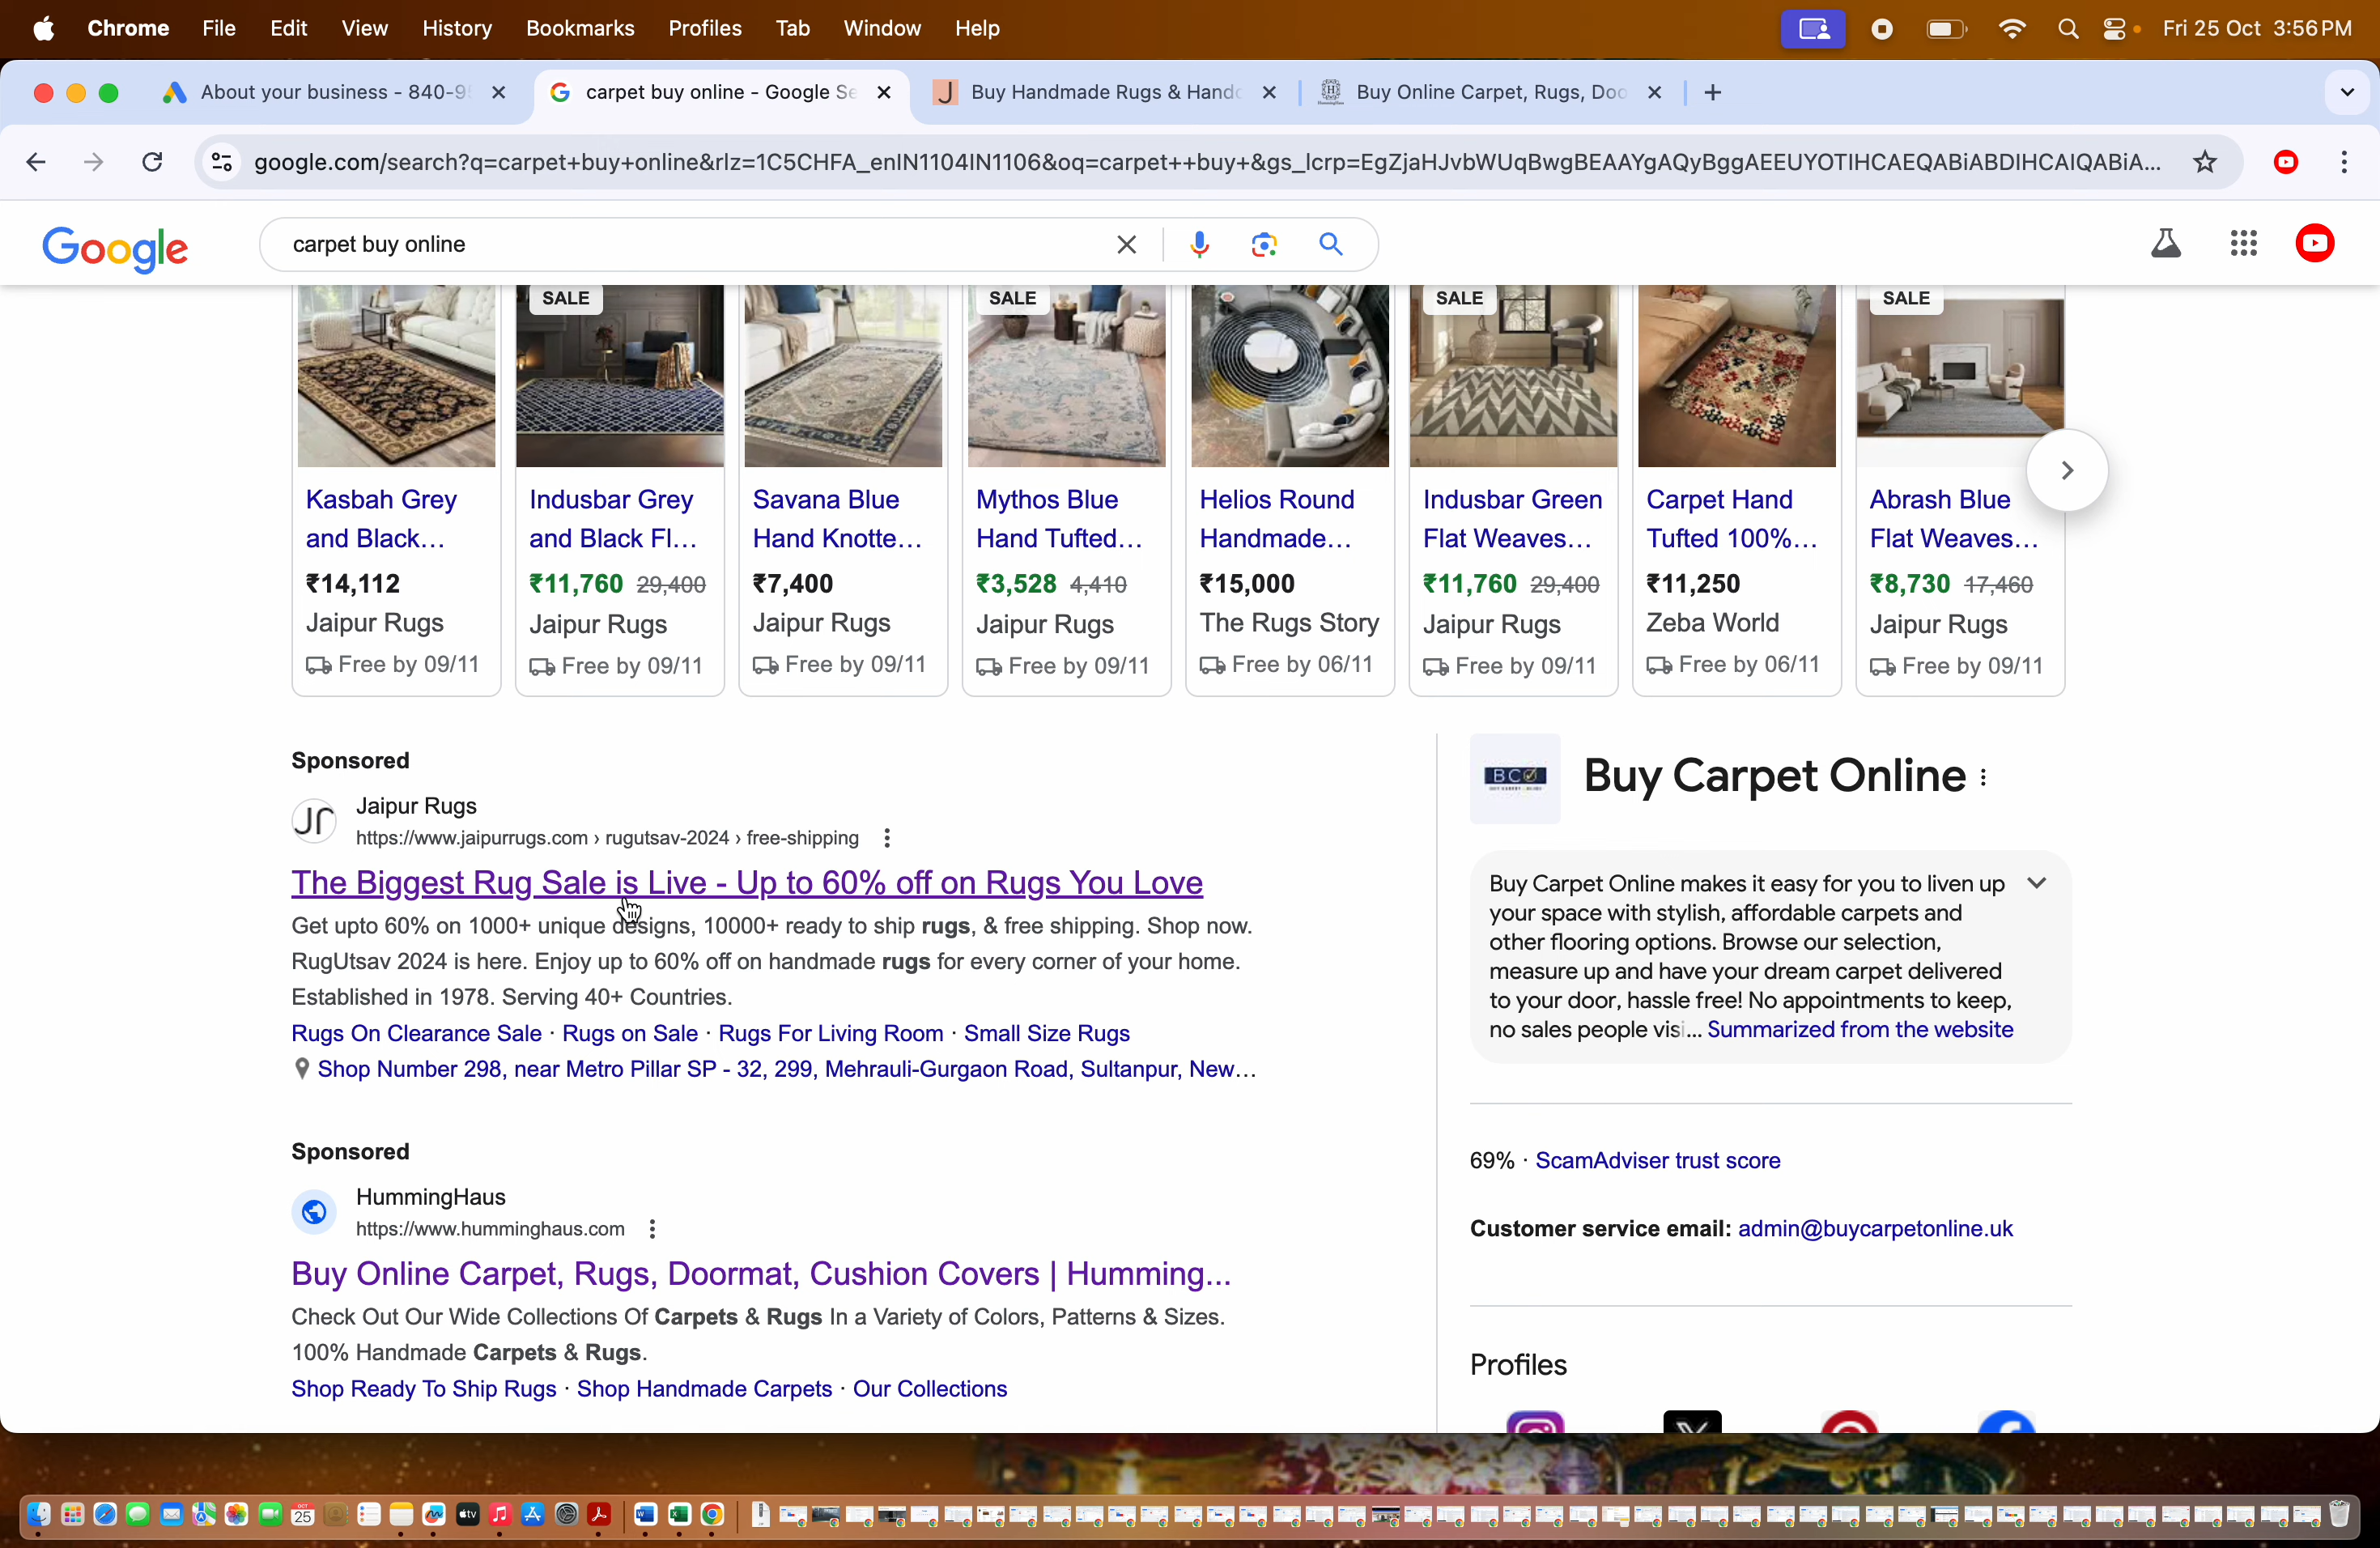 Chrome File Edit View History Bookmarks Profiles Tab Window Help Fri 25 Oct 3:56 PM
About your business - 840-9 carpet buy online - Google Se Buy Handmade Rugs & Hand Buy Online Carpet, Rugs, Doo
google.com/search?q=carpet+buy+online&rlz=1C5CHFA_enIN1104IN1106&oq=carpet++buy+&gs_lcrp=EgZjaHJvbWUqBwgBEAAYgAQyBggAEEUYOTIHCAEQABiABDIHCAIQABiA...
Google carpet buy online
SALE SALE SALE SALE
Kasbah Grey
and Black...
₹14,112
Jaipur Rugs
Free by 09/11
Indusbar Grey
and Black Fl...
₹11,760 29,400
Jaipur Rugs
Free by 09/11
Savana Blue
Hand Knotte...
₹7,400
Jaipur Rugs
Free by 09/11
Mythos Blue
Hand Tufted...
₹3,528 4,410
Jaipur Rugs
Free by 09/11
Helios Round
Handmade...
₹15,000
The Rugs Story
Free by 06/11
Indusbar Green
Flat Weaves...
₹11,760 29,400
Jaipur Rugs
Free by 09/11
Carpet Hand
Tufted 100%...
₹11,250
Zeba World
Free by 06/11
Abrash Blue
Flat Weaves...
₹8,730 17,460
Jaipur Rugs
Free by 09/11
Sponsored
Jaipur Rugs
https://www.jaipurrugs.com › rugutsav-2024 › free-shipping
The Biggest Rug Sale is Live - Up to 60% off on Rugs You Love
Get upto 60% on 1000+ unique designs, 10000+ ready to ship rugs, & free shipping. Shop now.
RugUtsav 2024 is here. Enjoy up to 60% off on handmade rugs for every corner of your home.
Established in 1978. Serving 40+ Countries.
Rugs On Clearance Sale · Rugs on Sale · Rugs For Living Room · Small Size Rugs
Shop Number 298, near Metro Pillar SP - 32, 299, Mehrauli-Gurgaon Road, Sultanpur, New...
Sponsored
HummingHaus
https://www.humminghaus.com
Buy Online Carpet, Rugs, Doormat, Cushion Covers | Humming...
Check Out Our Wide Collections Of Carpets & Rugs In a Variety of Colors, Patterns & Sizes.
100% Handmade Carpets & Rugs.
Shop Ready To Ship Rugs · Shop Handmade Carpets · Our Collections
BCO
Buy Carpet Online
Buy Carpet Online makes it easy for you to liven up
your space with stylish, affordable carpets and
other flooring options. Browse our selection,
measure up and have your dream carpet delivered
to your door, hassle free! No appointments to keep,
no sales people visi... Summarized from the website
69% · ScamAdviser trust score
Customer service email: admin@buycarpetonline.uk
Profiles